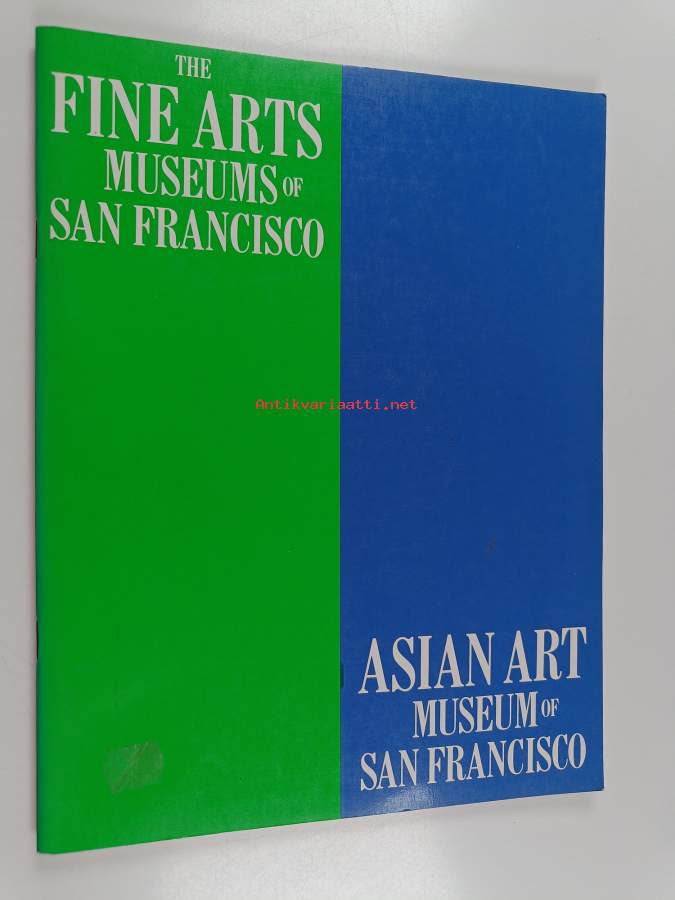 THE
FINE ARTS
MUSEUMS OF
SAN FRANCISCO
Antikvariaatti.net
ASIAN ART
MUSEUM OF
SAN FRANCISCO